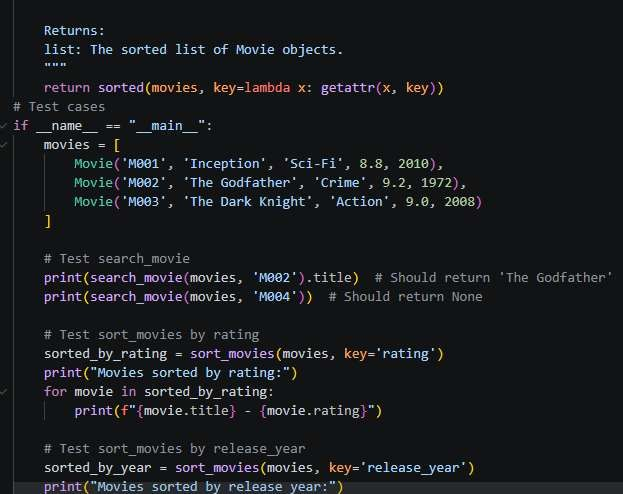 Returns:
    list: The sorted list of Movie objects.
    """
    return sorted(movies, key=lambda x: getattr(x, key))
# Test cases
if __name__ == "__main__":
    movies = [
        Movie('M001', 'Inception', 'Sci-Fi', 8.8, 2010),
        Movie('M002', 'The Godfather', 'Crime', 9.2, 1972),
        Movie('M003', 'The Dark Knight', 'Action', 9.0, 2008)
    ]

    # Test search_movie
    print(search_movie(movies, 'M002').title)  # Should return 'The Godfather'
    print(search_movie(movies, 'M004'))  # Should return None

    # Test sort_movies by rating
    sorted_by_rating = sort_movies(movies, key='rating')
    print("Movies sorted by rating:")
    for movie in sorted_by_rating:
        print(f"{movie.title} - {movie.rating}")

    # Test sort_movies by release_year
    sorted_by_year = sort_movies(movies, key='release_year')
    print("Movies sorted by release year:")